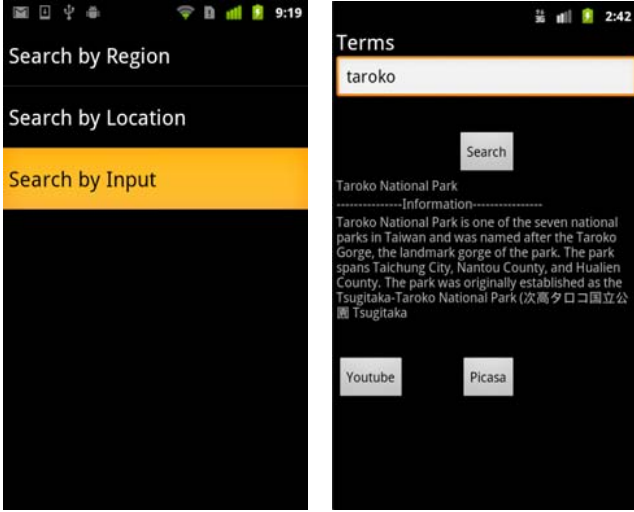 9:19
Search by Region
Search by Location
Search by Input
2:42
Terms
taroko
Search
Taroko National Park
---------------Information----------------
Taroko National Park is one of the seven national
parks in Taiwan and was named after the Taroko
Gorge, the landmark gorge of the park. The park
spans Taichung City, Nantou County, and Hualien
County. The park was originally established as the
Tsugitaka-Taroko National Park (次高タロコ国立公
園 Tsugitaka
Youtube
Picasa